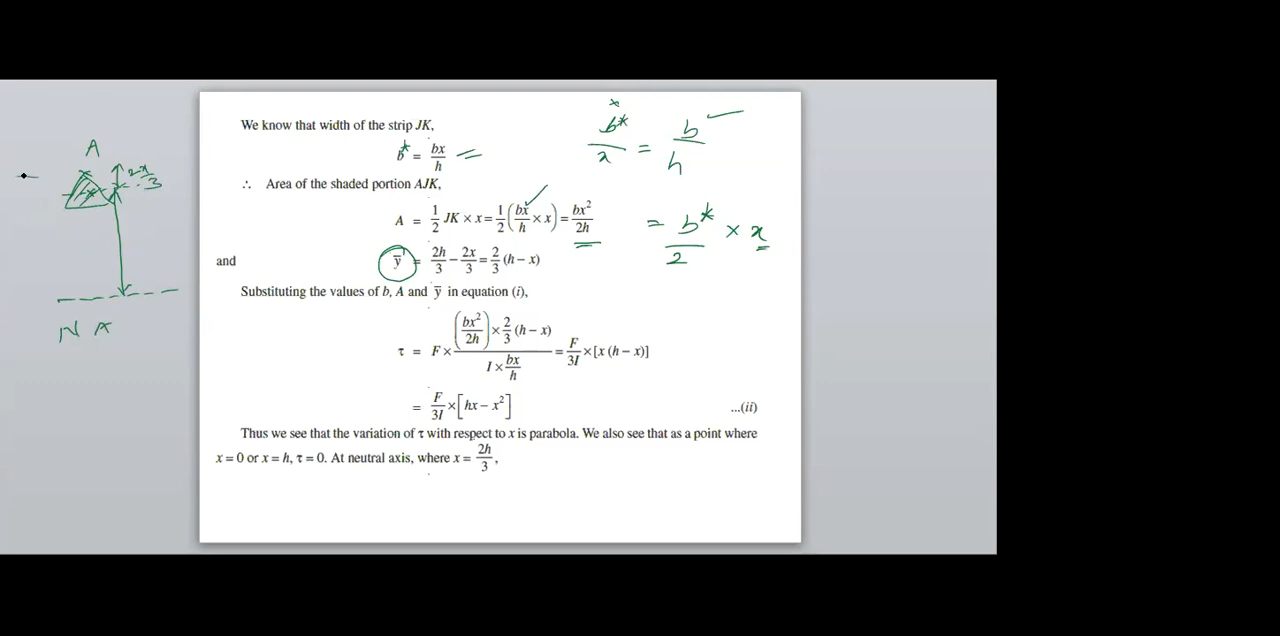 We know that width of the strip JK,
b* = bx/h =
x
b*/x = b/h
∴ Area of the shaded portion AJK,
A = 1/2 JK × x = 1/2 (bx/h × x) = bx²/2h
= b*/2 × x
and ȳ = 2h/3 − 2x/3 = 2/3 (h − x)
Substituting the values of b, A and ȳ in equation (i),
τ = F × (bx²/2h) × 2/3 (h − x) / I × bx/h = F/3I × [x (h − x)]
= F/3I × [hx − x²] ...(ii)
Thus we see that the variation of τ with respect to x is parabola. We also see that as a point where
x = 0 or x = h, τ = 0. At neutral axis, where x = 2h/3,
A
2x/3
N A